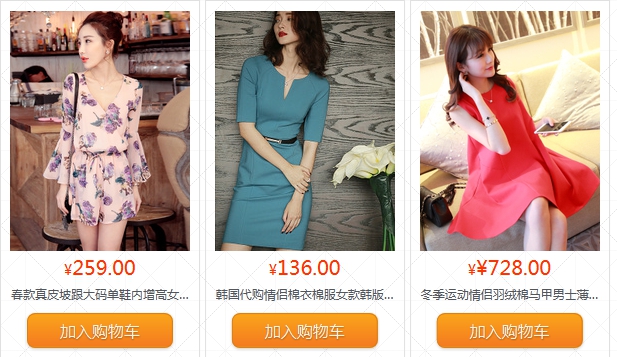 ¥259.00
¥136.00
¥¥728.00
春款真皮坡跟大码单鞋内增高女...
韩国代购情侣棉衣棉服女款韩版...
冬季运动情侣羽绒棉马甲男士薄...
加入购物车
加入购物车
加入购物车